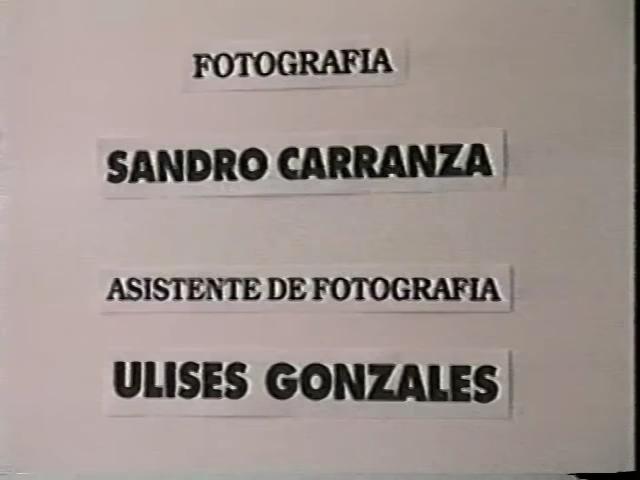 FOTOGRAFIA
SANDRO CARRANZA
ASISTENTE DE FOTOGRAFIA
ULISES GONZALES